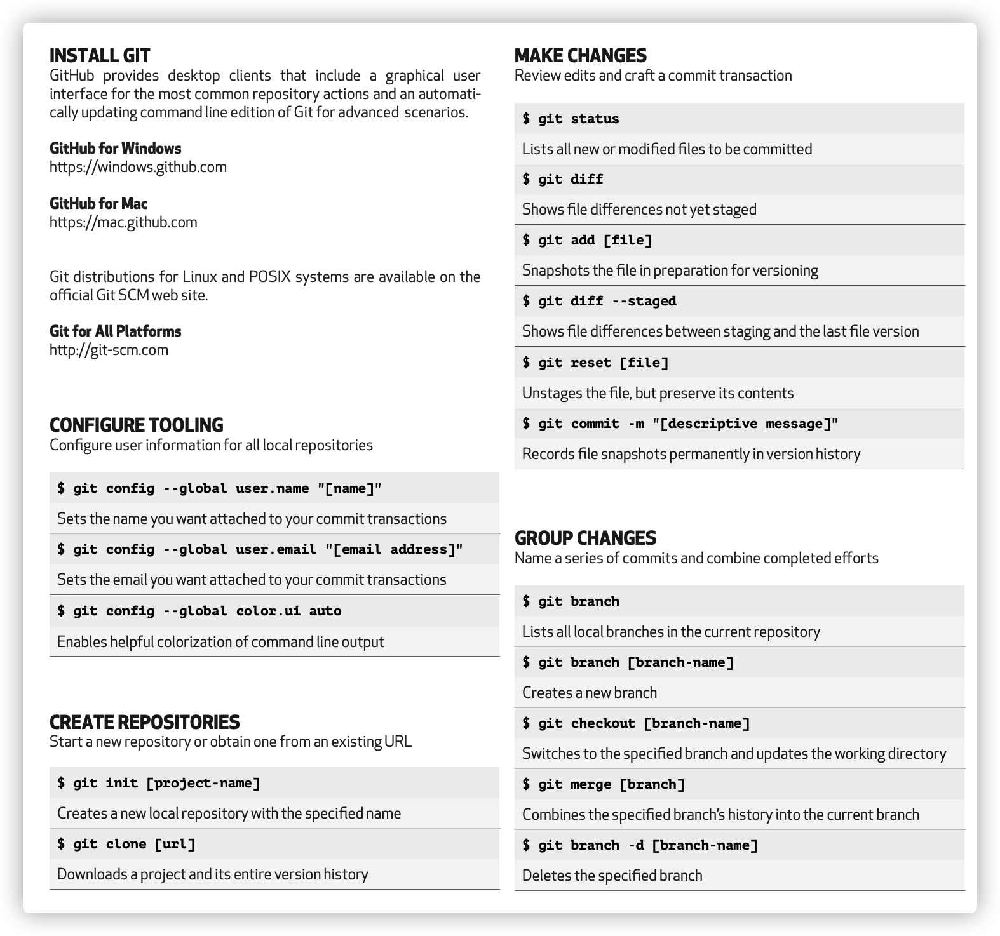 INSTALL GIT
GitHub provides desktop clients that include a graphical user
interface for the most common repository actions and an automati-
cally updating command line edition of Git for advanced scenarios.
GitHub for Windows
https://windows.github.com
GitHub for Mac
https://mac.github.com
Git distributions for Linux and POSIX systems are available on the
official Git SCM web site.
Git for All Platforms
http://git-scm.com
CONFIGURE TOOLING
Configure user information for all local repositories
$ git config --global user.name "[name]"
Sets the name you want attached to your commit transactions
$ git config --global user.email "[email address]"
Sets the email you want attached to your commit transactions
$ git config --global color.ui auto
Enables helpful colorization of command line output
CREATE REPOSITORIES
Start a new repository or obtain one from an existing URL
$ git init [project-name]
Creates a new local repository with the specified name
$ git clone [url]
Downloads a project and its entire version history
MAKE CHANGES
Review edits and craft a commit transaction
$ git status
Lists all new or modified files to be committed
$ git diff
Shows file differences not yet staged
$ git add [file]
Snapshots the file in preparation for versioning
$ git diff --staged
Shows file differences between staging and the last file version
$ git reset [file]
Unstages the file, but preserve its contents
$ git commit -m "[descriptive message]"
Records file snapshots permanently in version history
GROUP CHANGES
Name a series of commits and combine completed efforts
$ git branch
Lists all local branches in the current repository
$ git branch [branch-name]
Creates a new branch
$ git checkout [branch-name]
Switches to the specified branch and updates the working directory
$ git merge [branch]
Combines the specified branch’s history into the current branch
$ git branch -d [branch-name]
Deletes the specified branch